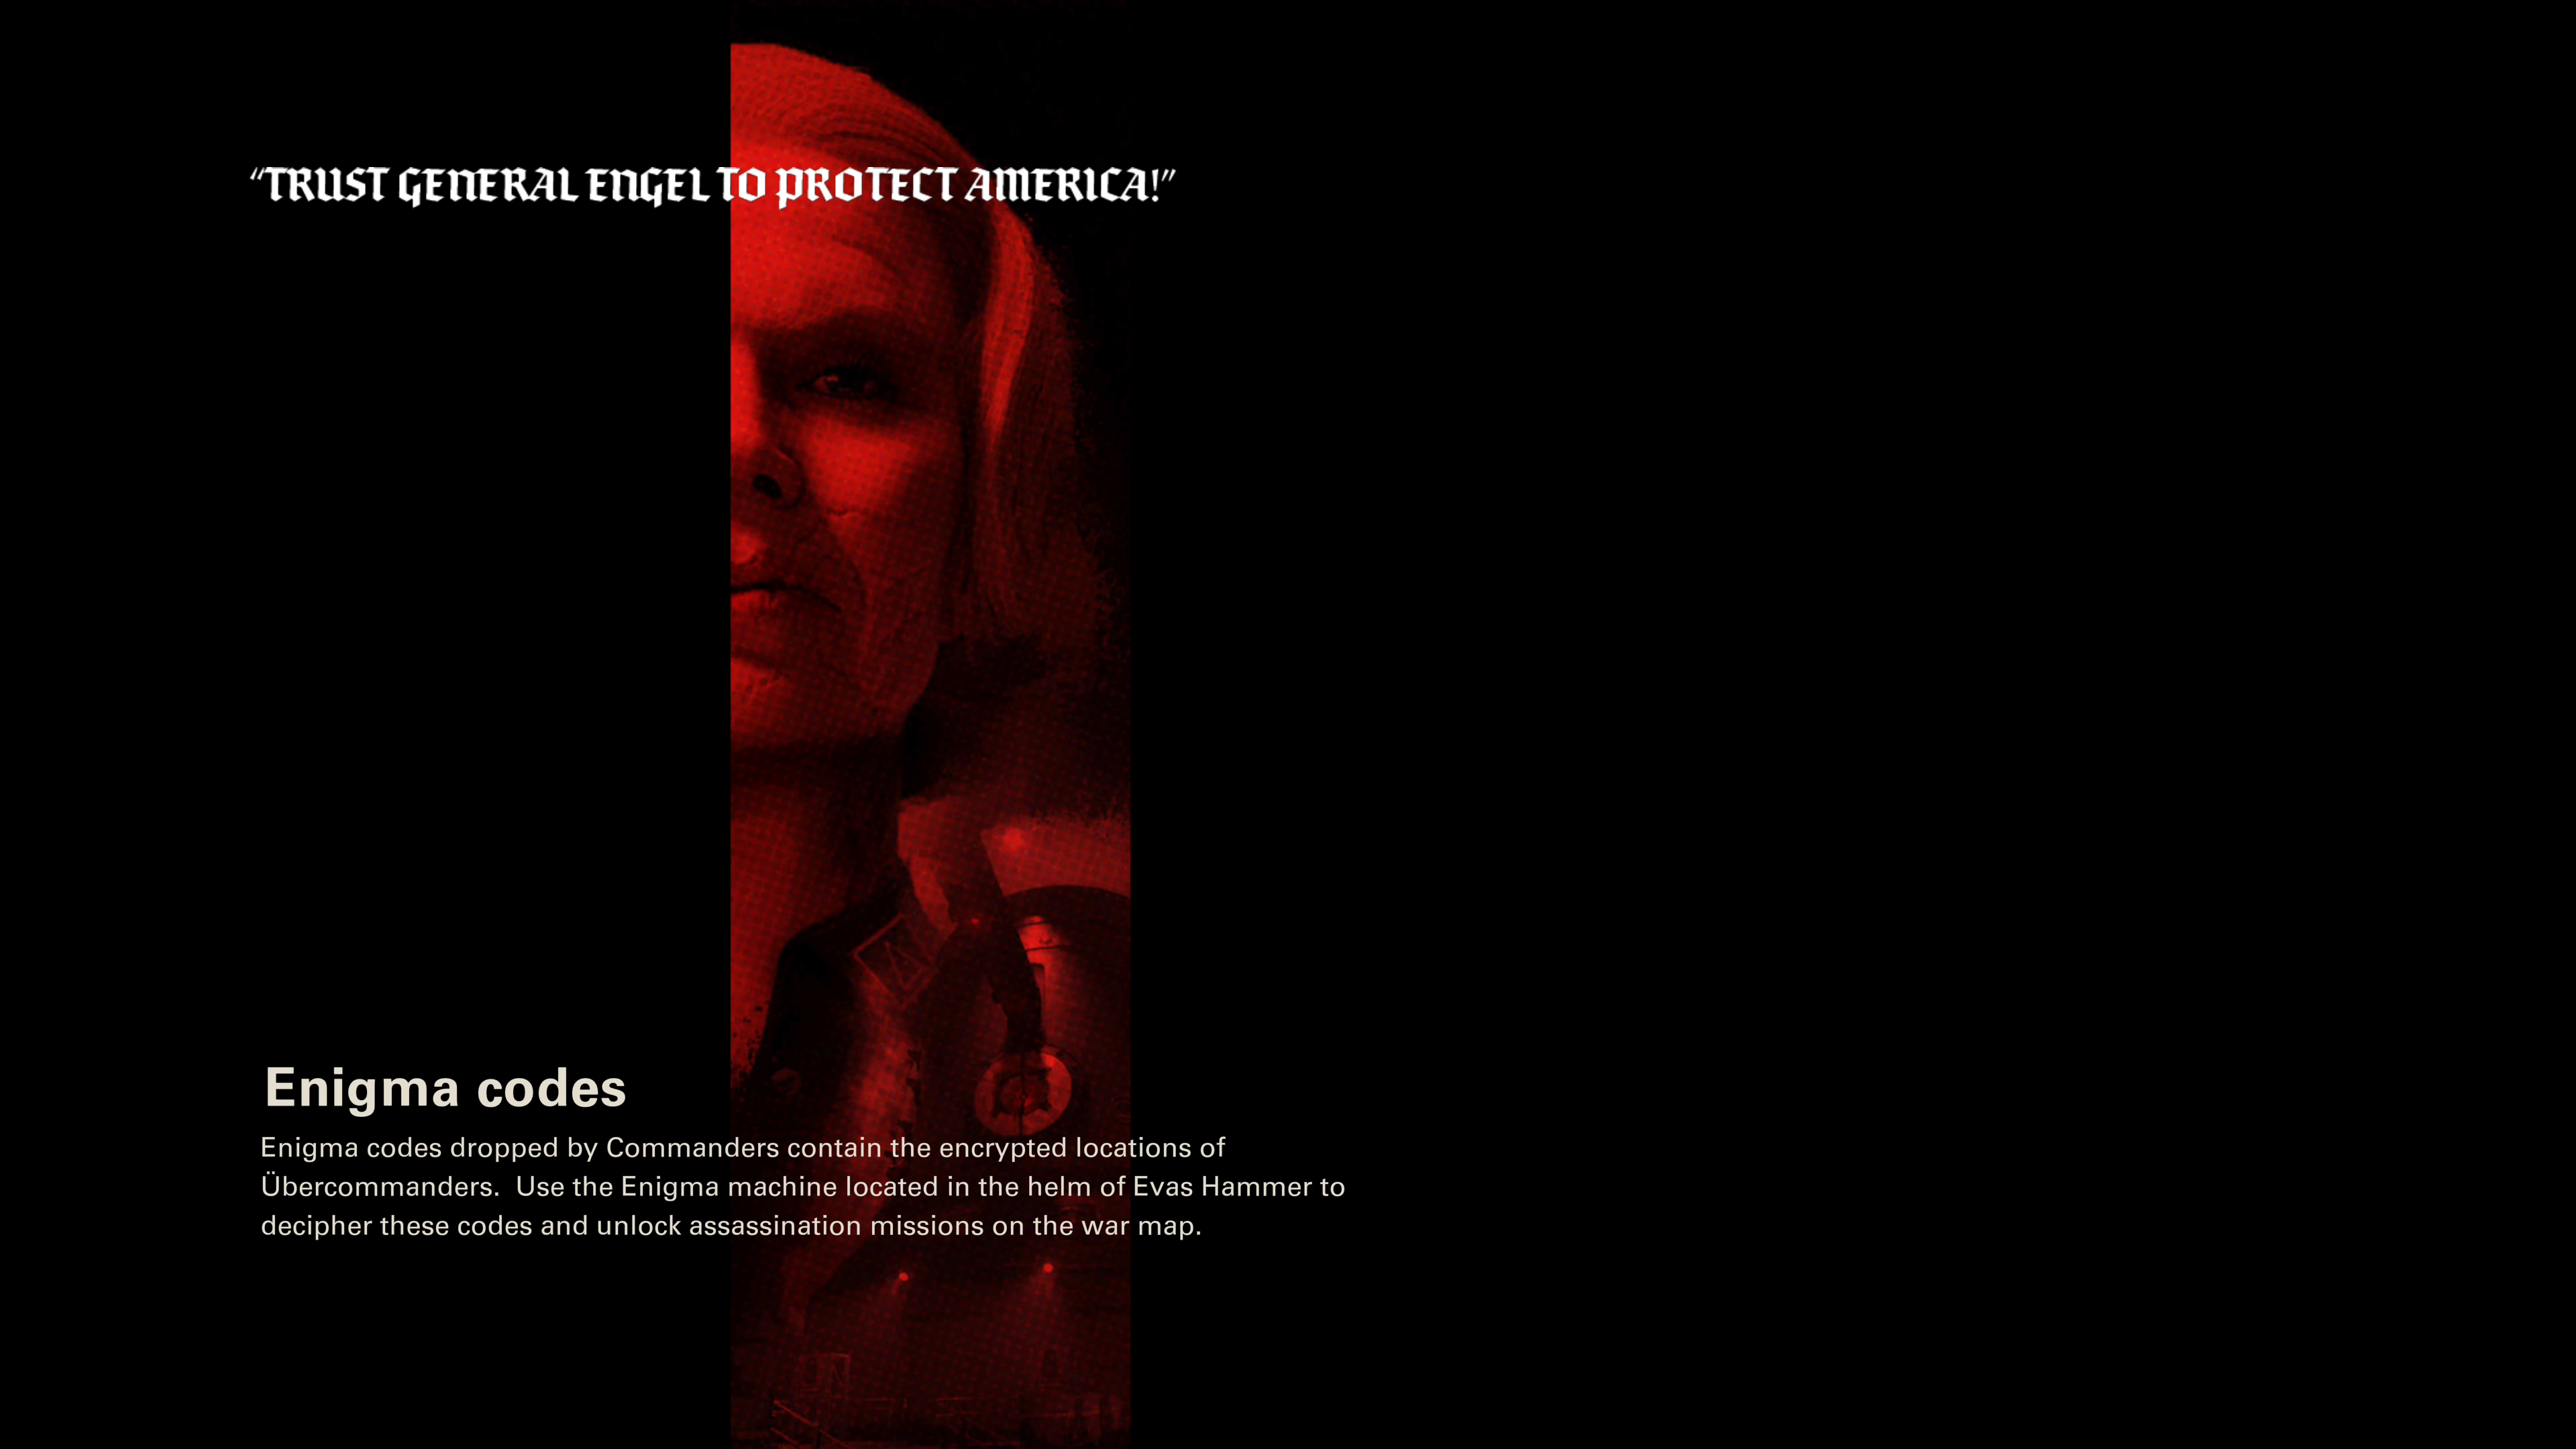 “TRUST GENERAL ENGEL TO PROTECT AMERICA!”
Enigma codes
Enigma codes dropped by Commanders contain the encrypted locations of
Übercommanders.  Use the Enigma machine located in the helm of Evas Hammer to
decipher these codes and unlock assassination missions on the war map.